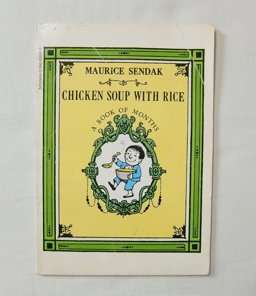 MAURICE SENDAK
CHICKEN SOUP WITH RICE
A BOOK OF MONTHS